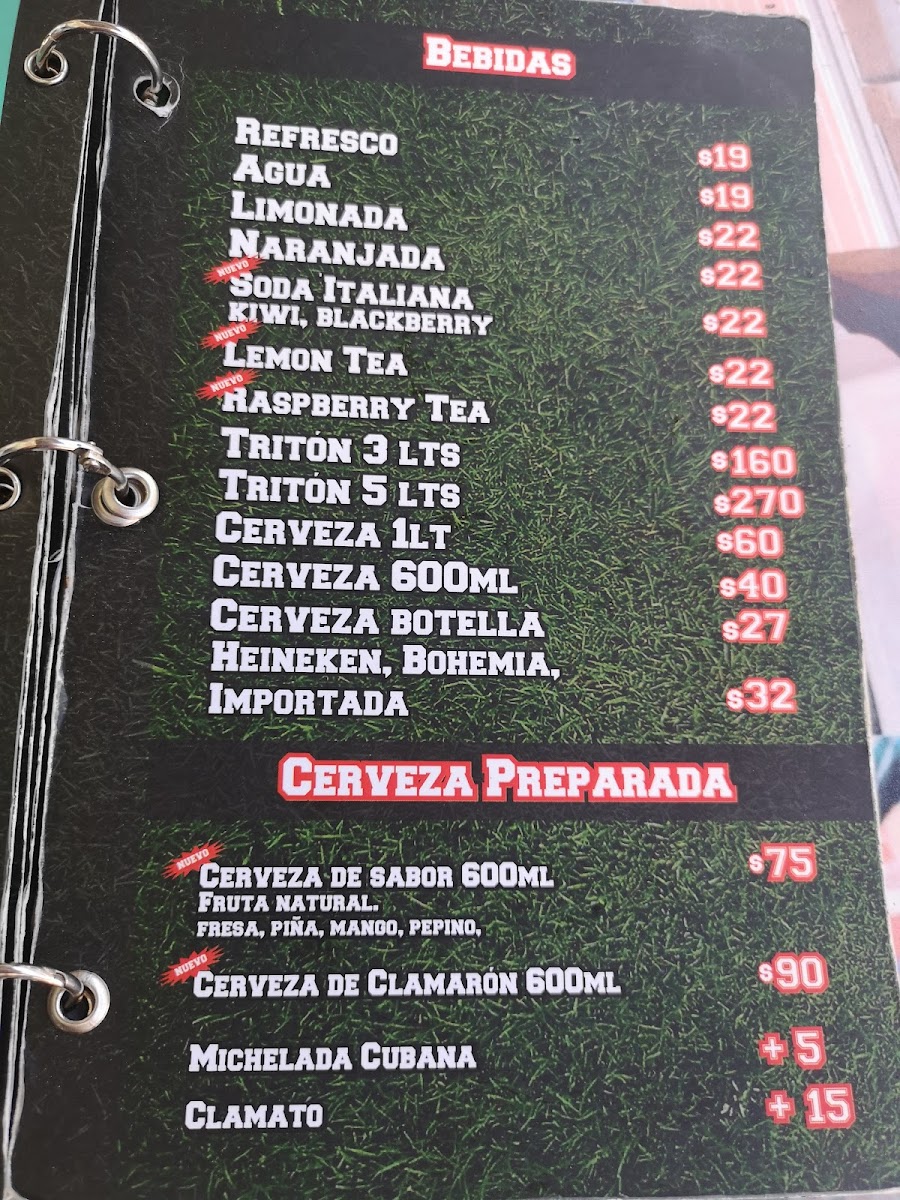 Bebidas
Refresco $19
Agua $19
Limonada $22
Naranjada $22
Nuevo
Soda Italiana
kiwi, blackberry $22
Nuevo
Lemon Tea $22
Nuevo
Raspberry Tea $22
Tritón 3 lts $160
Tritón 5 lts $270
Cerveza 1lt $60
Cerveza 600ml $40
Cerveza botella $27
Heineken, Bohemia,
Importada $32
Cerveza Preparada
Nuevo
Cerveza de sabor 600ml $75
Fruta natural.
fresa, piña, mango, pepino,
Nuevo
Cerveza de Clamarón 600ml $90
Michelada Cubana + 5
Clamato + 15